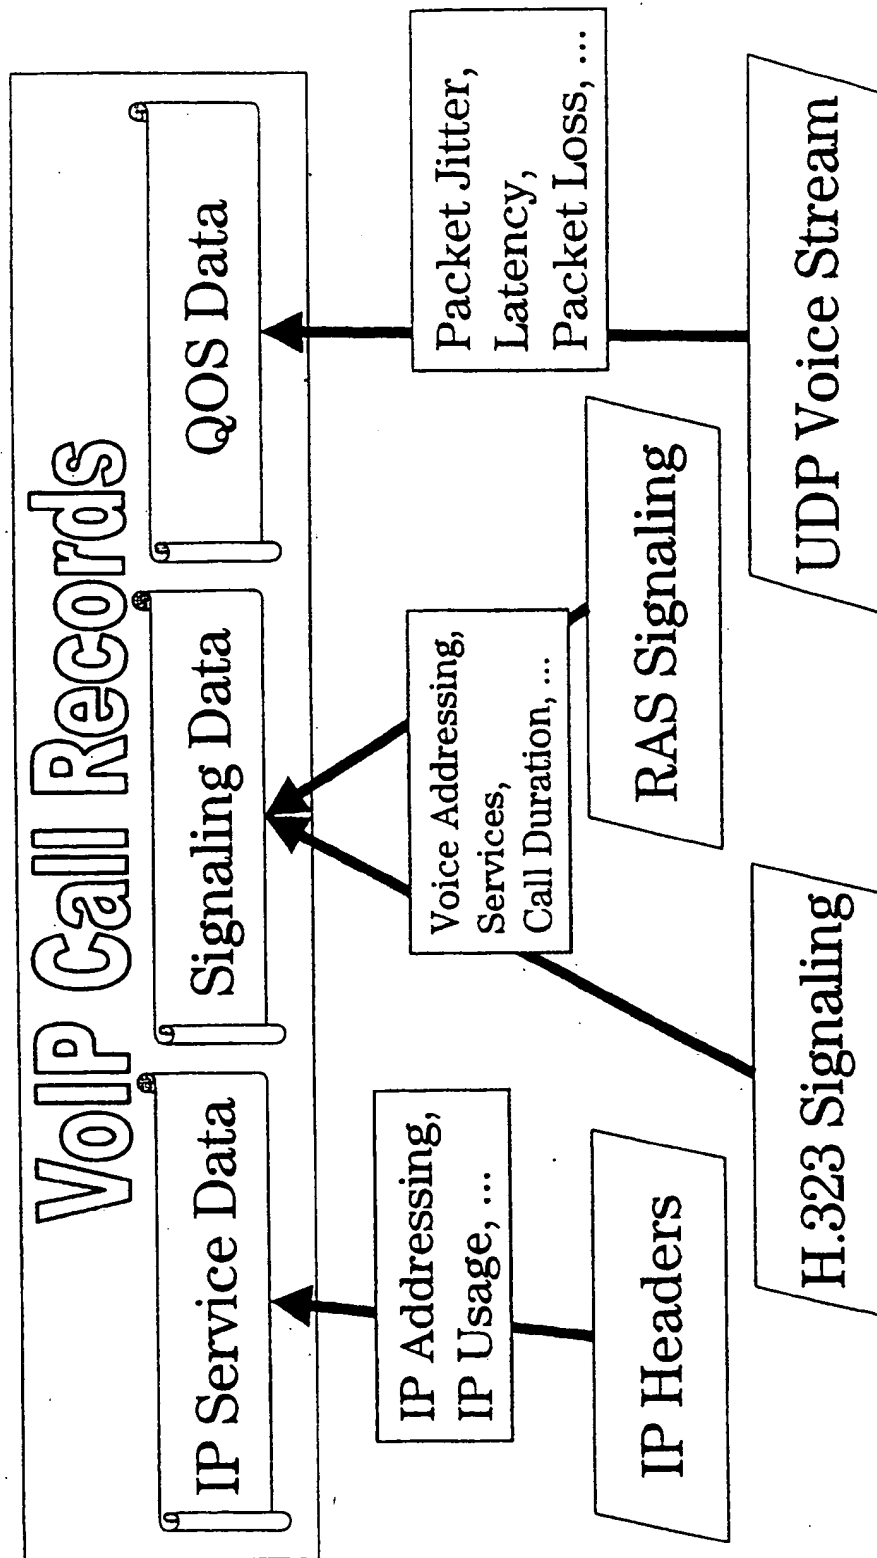 VoIP Call Records
IP Service Data
Signaling Data
QOS Data
IP Addressing,
IP Usage, ...
Voice Addressing,
Services,
Call Duration, ...
Packet Jitter,
Latency,
Packet Loss, ...
IP Headers
H.323 Signaling
RAS Signaling
UDP Voice Stream